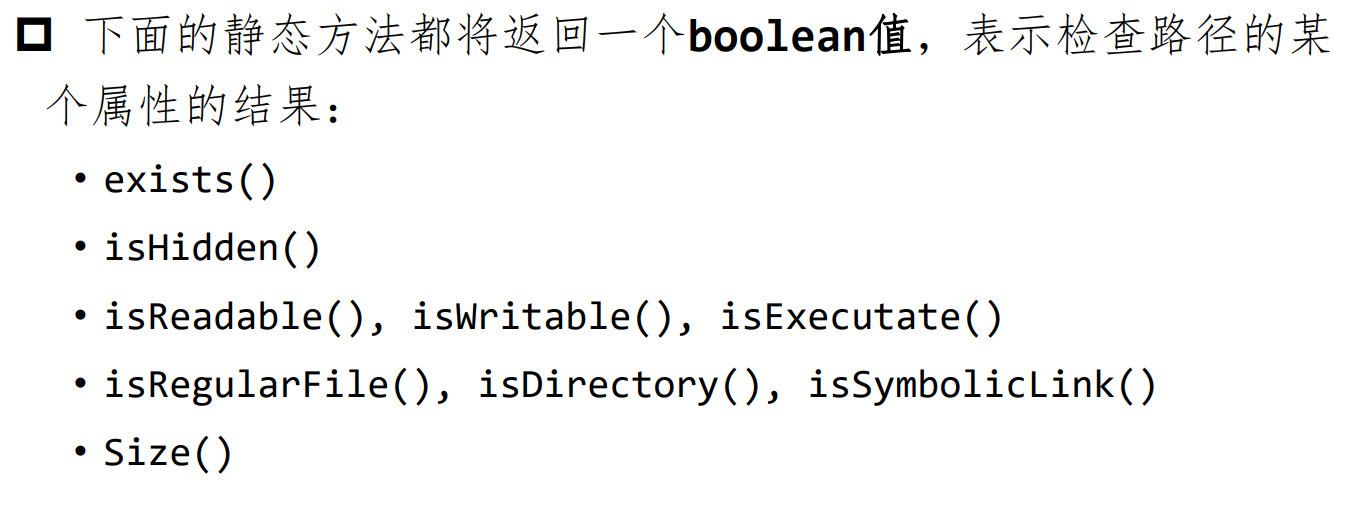 下面的静态方法都将返回一个boolean值，表示检查路径的某
个属性的结果：
• exists()
• isHidden()
• isReadable(), isWritable(), isExecutate()
• isRegularFile(), isDirectory(), isSymbolicLink()
• Size()